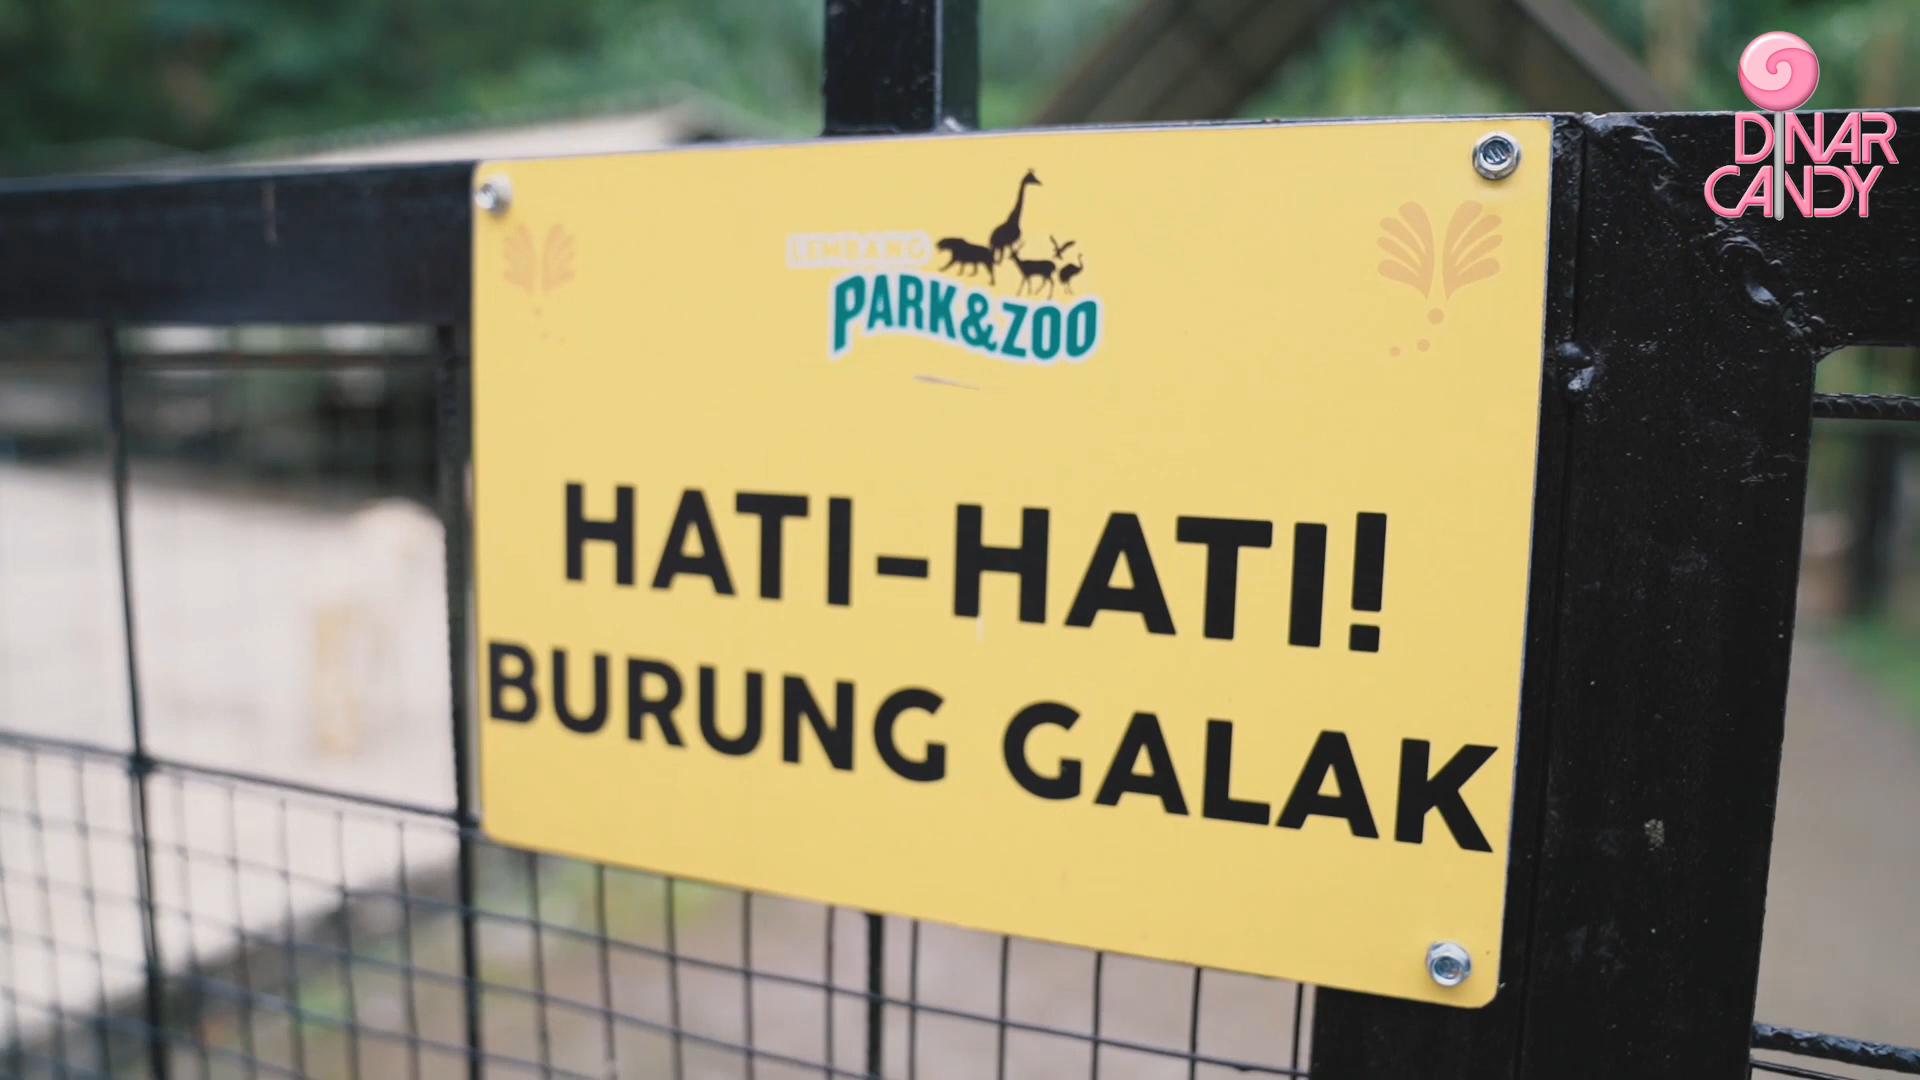 DINAR
CANDY
LEMBANG
PARK&ZOO
HATI-HATI!
BURUNG GALAK